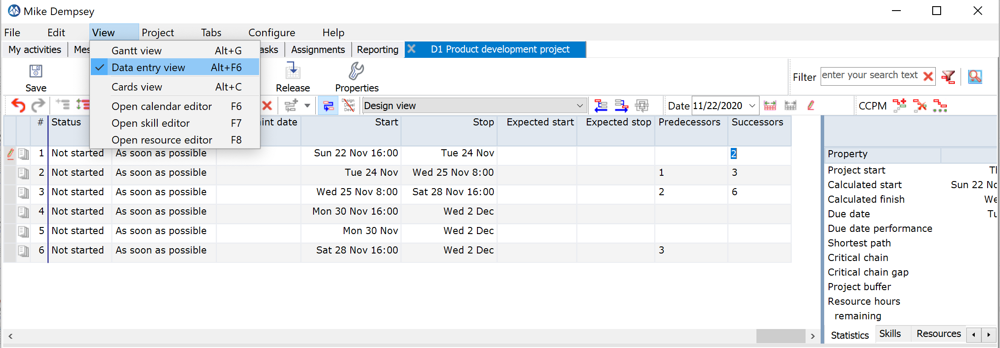 Mike Dempsey
File Edit View Project Tabs Configure Help
My activities Mes asks Assignments Reporting D1 Product development project
Gantt view Alt+G
Data entry view Alt+F6
Cards view Alt+C
Open calendar editor F6
Open skill editor F7
Open resource editor F8
Save Release Properties Filter enter your search text
Design Devel Devel Design view Date 11/22/2020 CCPM
# Status int date Start Stop Expected start Expected stop Predecessors Successors
1 Not started As soon as possible Sun 22 Nov 16:00 Tue 24 Nov 2
2 Not started As soon as possible Tue 24 Nov Wed 25 Nov 8:00 1 3
3 Not started As soon as possible Wed 25 Nov 8:00 Sat 28 Nov 16:00 2 6
4 Not started As soon as possible Mon 30 Nov 16:00 Wed 2 Dec
5 Not started As soon as possible Mon 30 Nov Wed 2 Dec
6 Not started As soon as possible Sat 28 Nov 16:00 Wed 2 Dec 3
Property
Project start Tl
Calculated start Sun 22 No
Calculated finish We
Due date Tu
Due date performance
Shortest path
Critical chain
Critical chain gap
Project buffer
Resource hours
remaining
Statistics Skills Resources